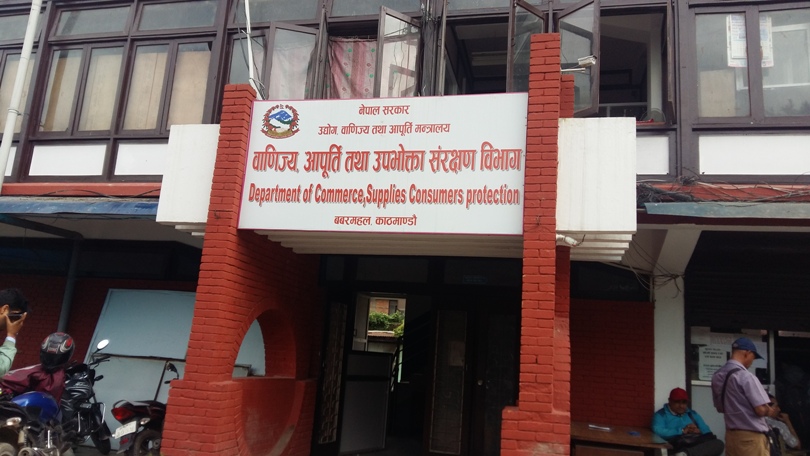 नेपाल सरकार
उद्योग, वाणिज्य तथा आपूर्ति मन्त्रालय
वाणिज्य, आपूर्ति तथा उपभोक्ता संरक्षण विभाग
Department of Commerce,Supplies Consumers protection
बबरमहल, काठमाण्डौ